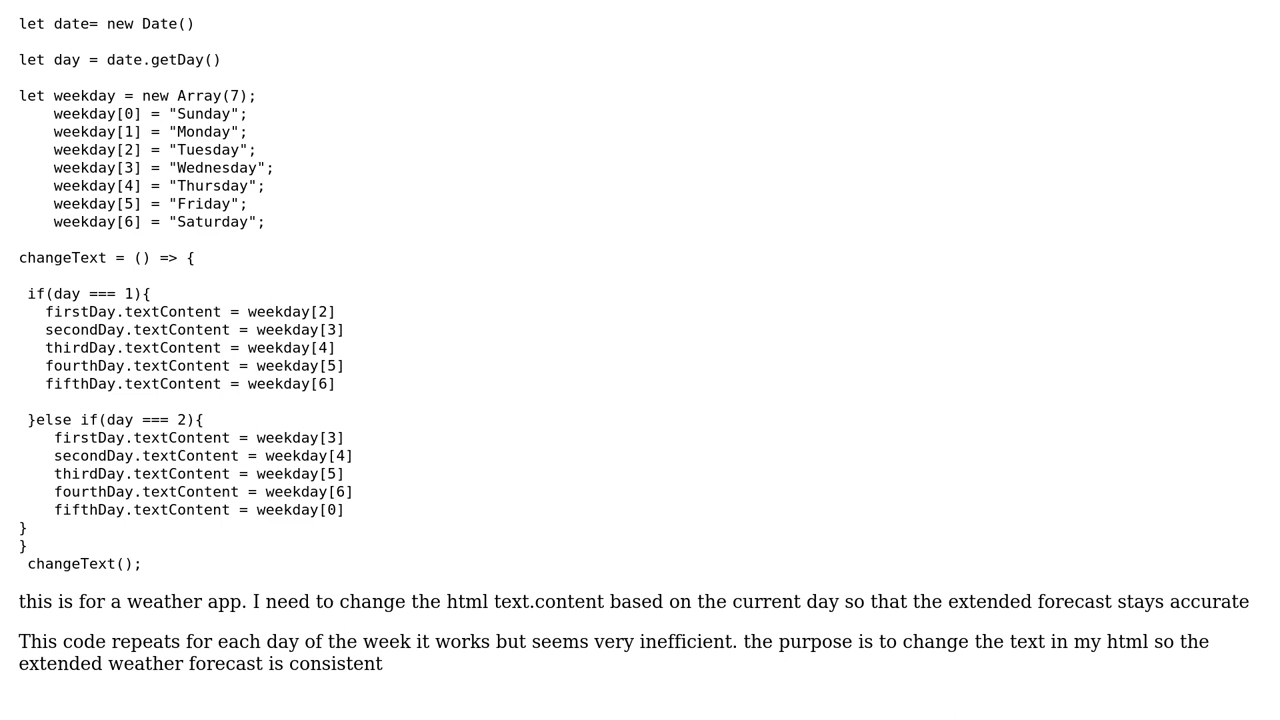 let date= new Date()
let day = date.getDay()
let weekday = new Array(7);
    weekday[0] = "Sunday";
    weekday[1] = "Monday";
    weekday[2] = "Tuesday";
    weekday[3] = "Wednesday";
    weekday[4] = "Thursday";
    weekday[5] = "Friday";
    weekday[6] = "Saturday";
changeText = () => {
 if(day === 1){
   firstDay.textContent = weekday[2]
   secondDay.textContent = weekday[3]
   thirdDay.textContent = weekday[4]
   fourthDay.textContent = weekday[5]
   fifthDay.textContent = weekday[6]
 }else if(day === 2){
    firstDay.textContent = weekday[3]
    secondDay.textContent = weekday[4]
    thirdDay.textContent = weekday[5]
    fourthDay.textContent = weekday[6]
    fifthDay.textContent = weekday[0]
}
}
 changeText();
this is for a weather app. I need to change the html text.content based on the current day so that the extended forecast stays accurate
This code repeats for each day of the week it works but seems very inefficient. the purpose is to change the text in my html so the
extended weather forecast is consistent